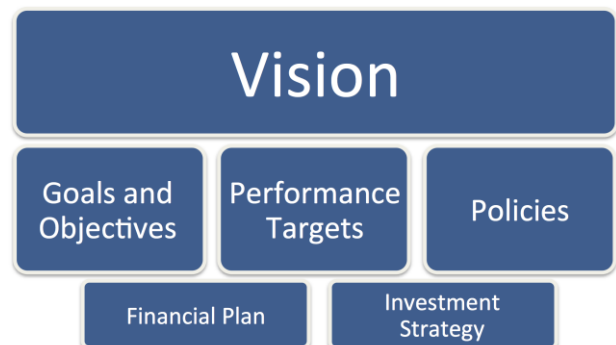 Vision
Goals and
Objectives
Performance
Targets
Policies
Financial Plan
Investment
Strategy